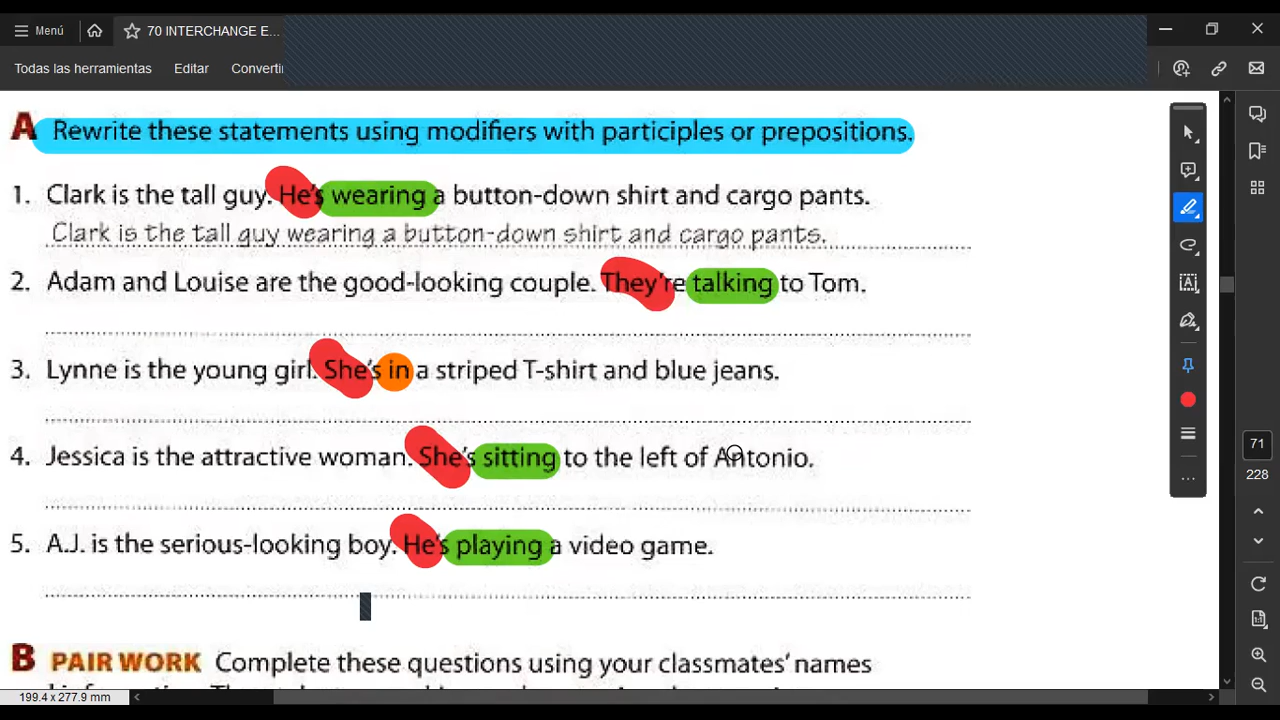 Menú
70 INTERCHANGE E...
Todas las herramientas Editar Converti
A Rewrite these statements using modifiers with participles or prepositions.
1. Clark is the tall guy. He's wearing a button-down shirt and cargo pants.
Clark is the tall guy wearing a button-down shirt and cargo pants.
2. Adam and Louise are the good-looking couple. They're talking to Tom.
3. Lynne is the young girl. She's in a striped T-shirt and blue jeans.
4. Jessica is the attractive woman. She's sitting to the left of Antonio.
5. A.J. is the serious-looking boy. He's playing a video game.
71
228
B PAIR WORK Complete these questions using your classmates' names
199.4 x 277.9 mm